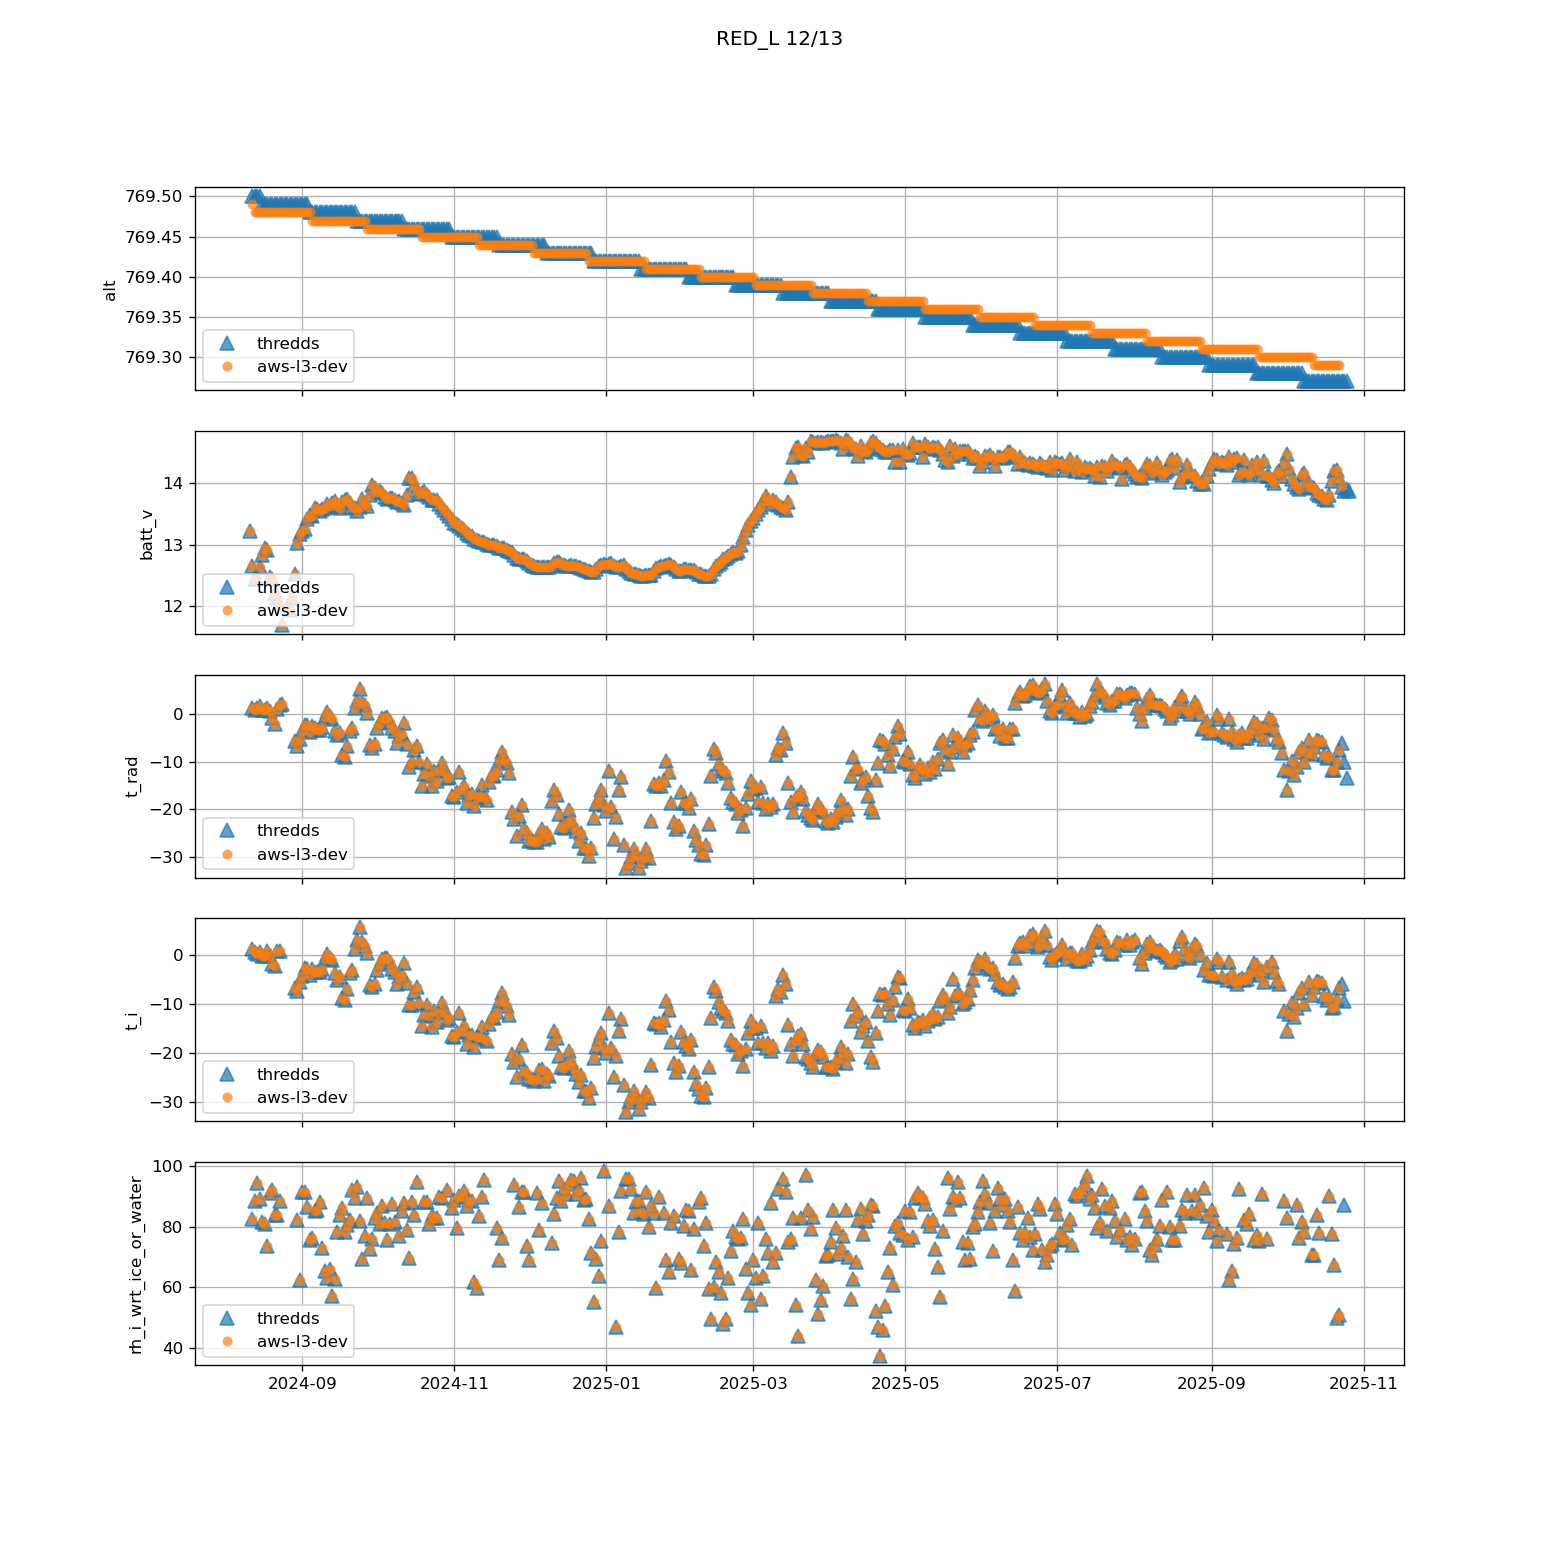 RED_L 12/13
769.50
769.45
769.40
769.35
769.30
alt
thredds
aws-l3-dev
14
13
12
batt_v
thredds
aws-l3-dev
0
−10
−20
−30
t_rad
thredds
aws-l3-dev
0
−10
−20
−30
t_i
thredds
aws-l3-dev
100
80
60
40
rh_i_wrt_ice_or_water
thredds
aws-l3-dev
2024-09
2024-11
2025-01
2025-03
2025-05
2025-07
2025-09
2025-11